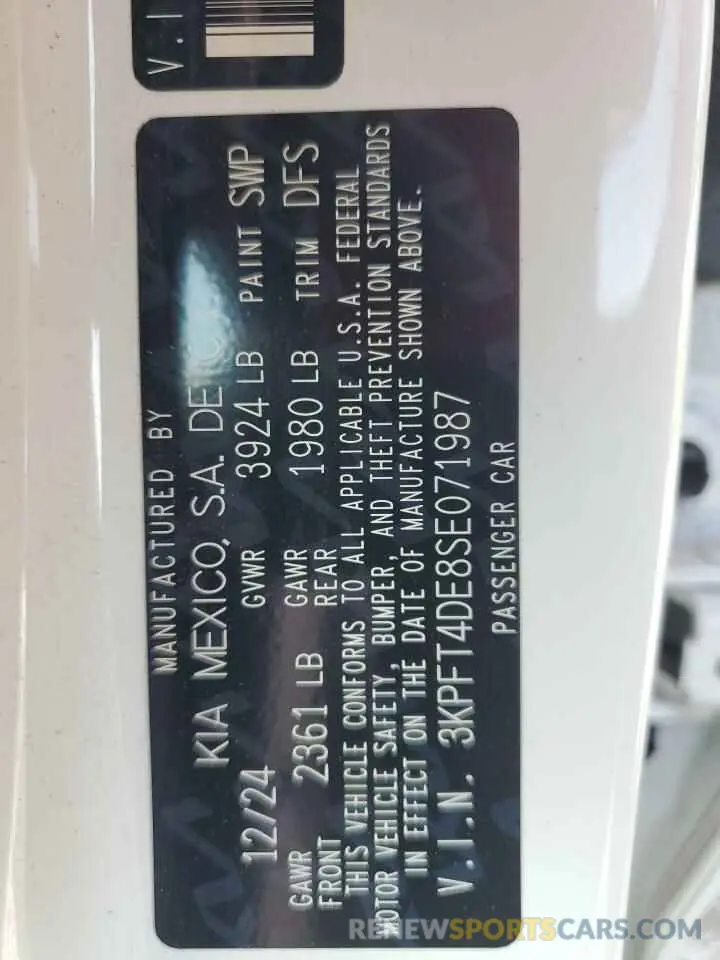 V.I
MANUFACTURED BY
KIA MEXICO, S.A. DE
12/24 GVWR 3924 LB PAINT SWP
GAWR FRONT 2361 LB GAWR REAR 1980 LB TRIM DFS
THIS VEHICLE CONFORMS TO ALL APPLICABLE U.S.A. FEDERAL
MOTOR VEHICLE SAFETY, BUMPER, AND THEFT PREVENTION STANDARDS
IN EFFECT ON THE DATE OF MANUFACTURE SHOWN ABOVE.
V.I.N. 3KPFT4DE8SE071987
PASSENGER CAR
RENEWSPORTSCARS.COM